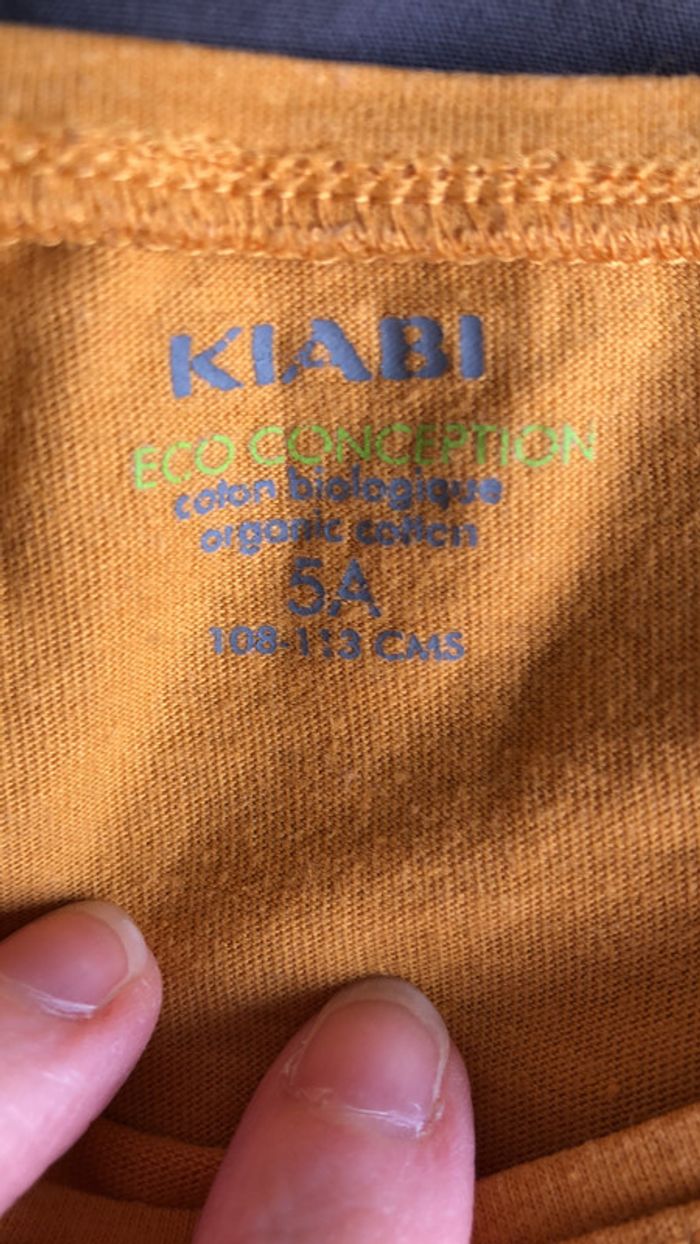 KIABI
ECO CONCEPTION
coton biologique
organic cotton
5A
108-113 CMS